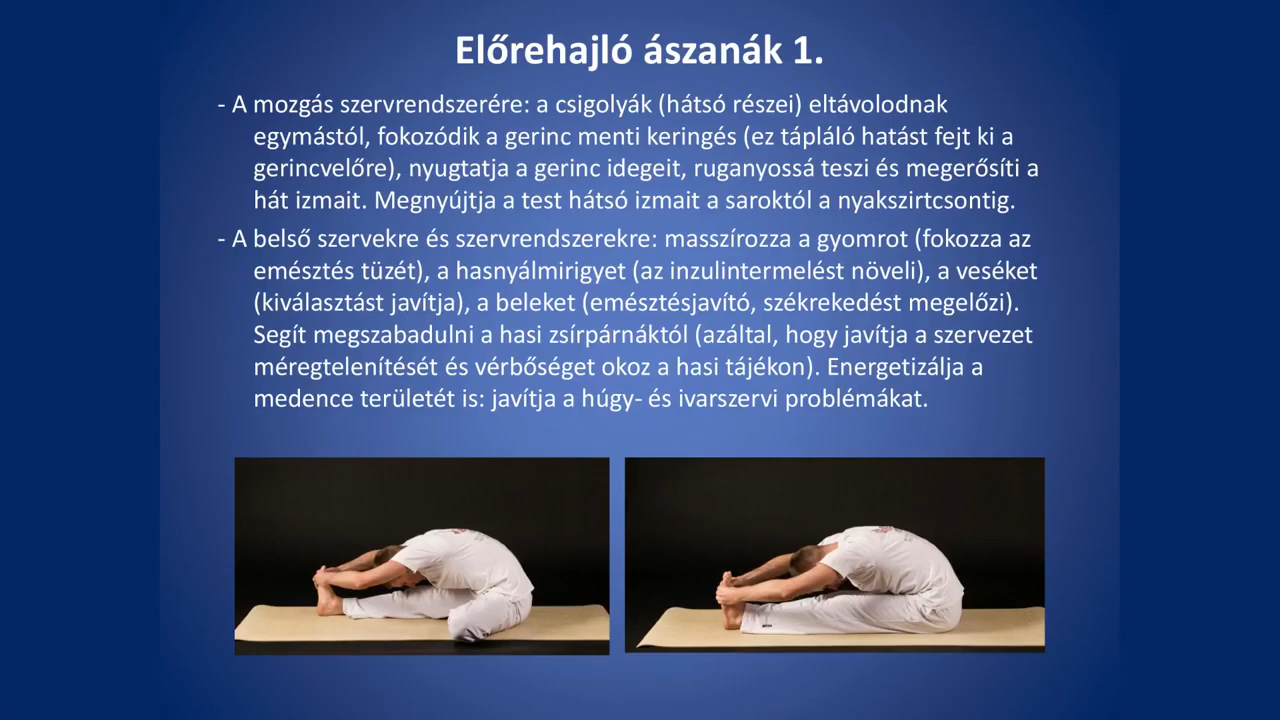 Előrehajló ászanák 1.
- A mozgás szervrendszerére: a csigolyák (hátsó részei) eltávolodnak
egymástól, fokozódik a gerinc menti keringés (ez tápláló hatást fejt ki a
gerincvelőre), nyugtatja a gerinc idegeit, ruganyossá teszi és megerősíti a
hát izmait. Megnyújtja a test hátsó izmait a saroktól a nyakszirtcsontig.
- A belső szervekre és szervrendszerekre: masszírozza a gyomrot (fokozza az
emésztés tüzét), a hasnyálmirigyet (az inzulintermelést növeli), a veséket
(kiválasztást javítja), a beleket (emésztésjavító, székrekedést megelőzi).
Segít megszabadulni a hasi zsírpárnáktól (azáltal, hogy javítja a szervezet
méregtelenítését és vérbőséget okoz a hasi tájékon). Energetizálja a
medence területét is: javítja a húgy- és ivarszervi problémákat.